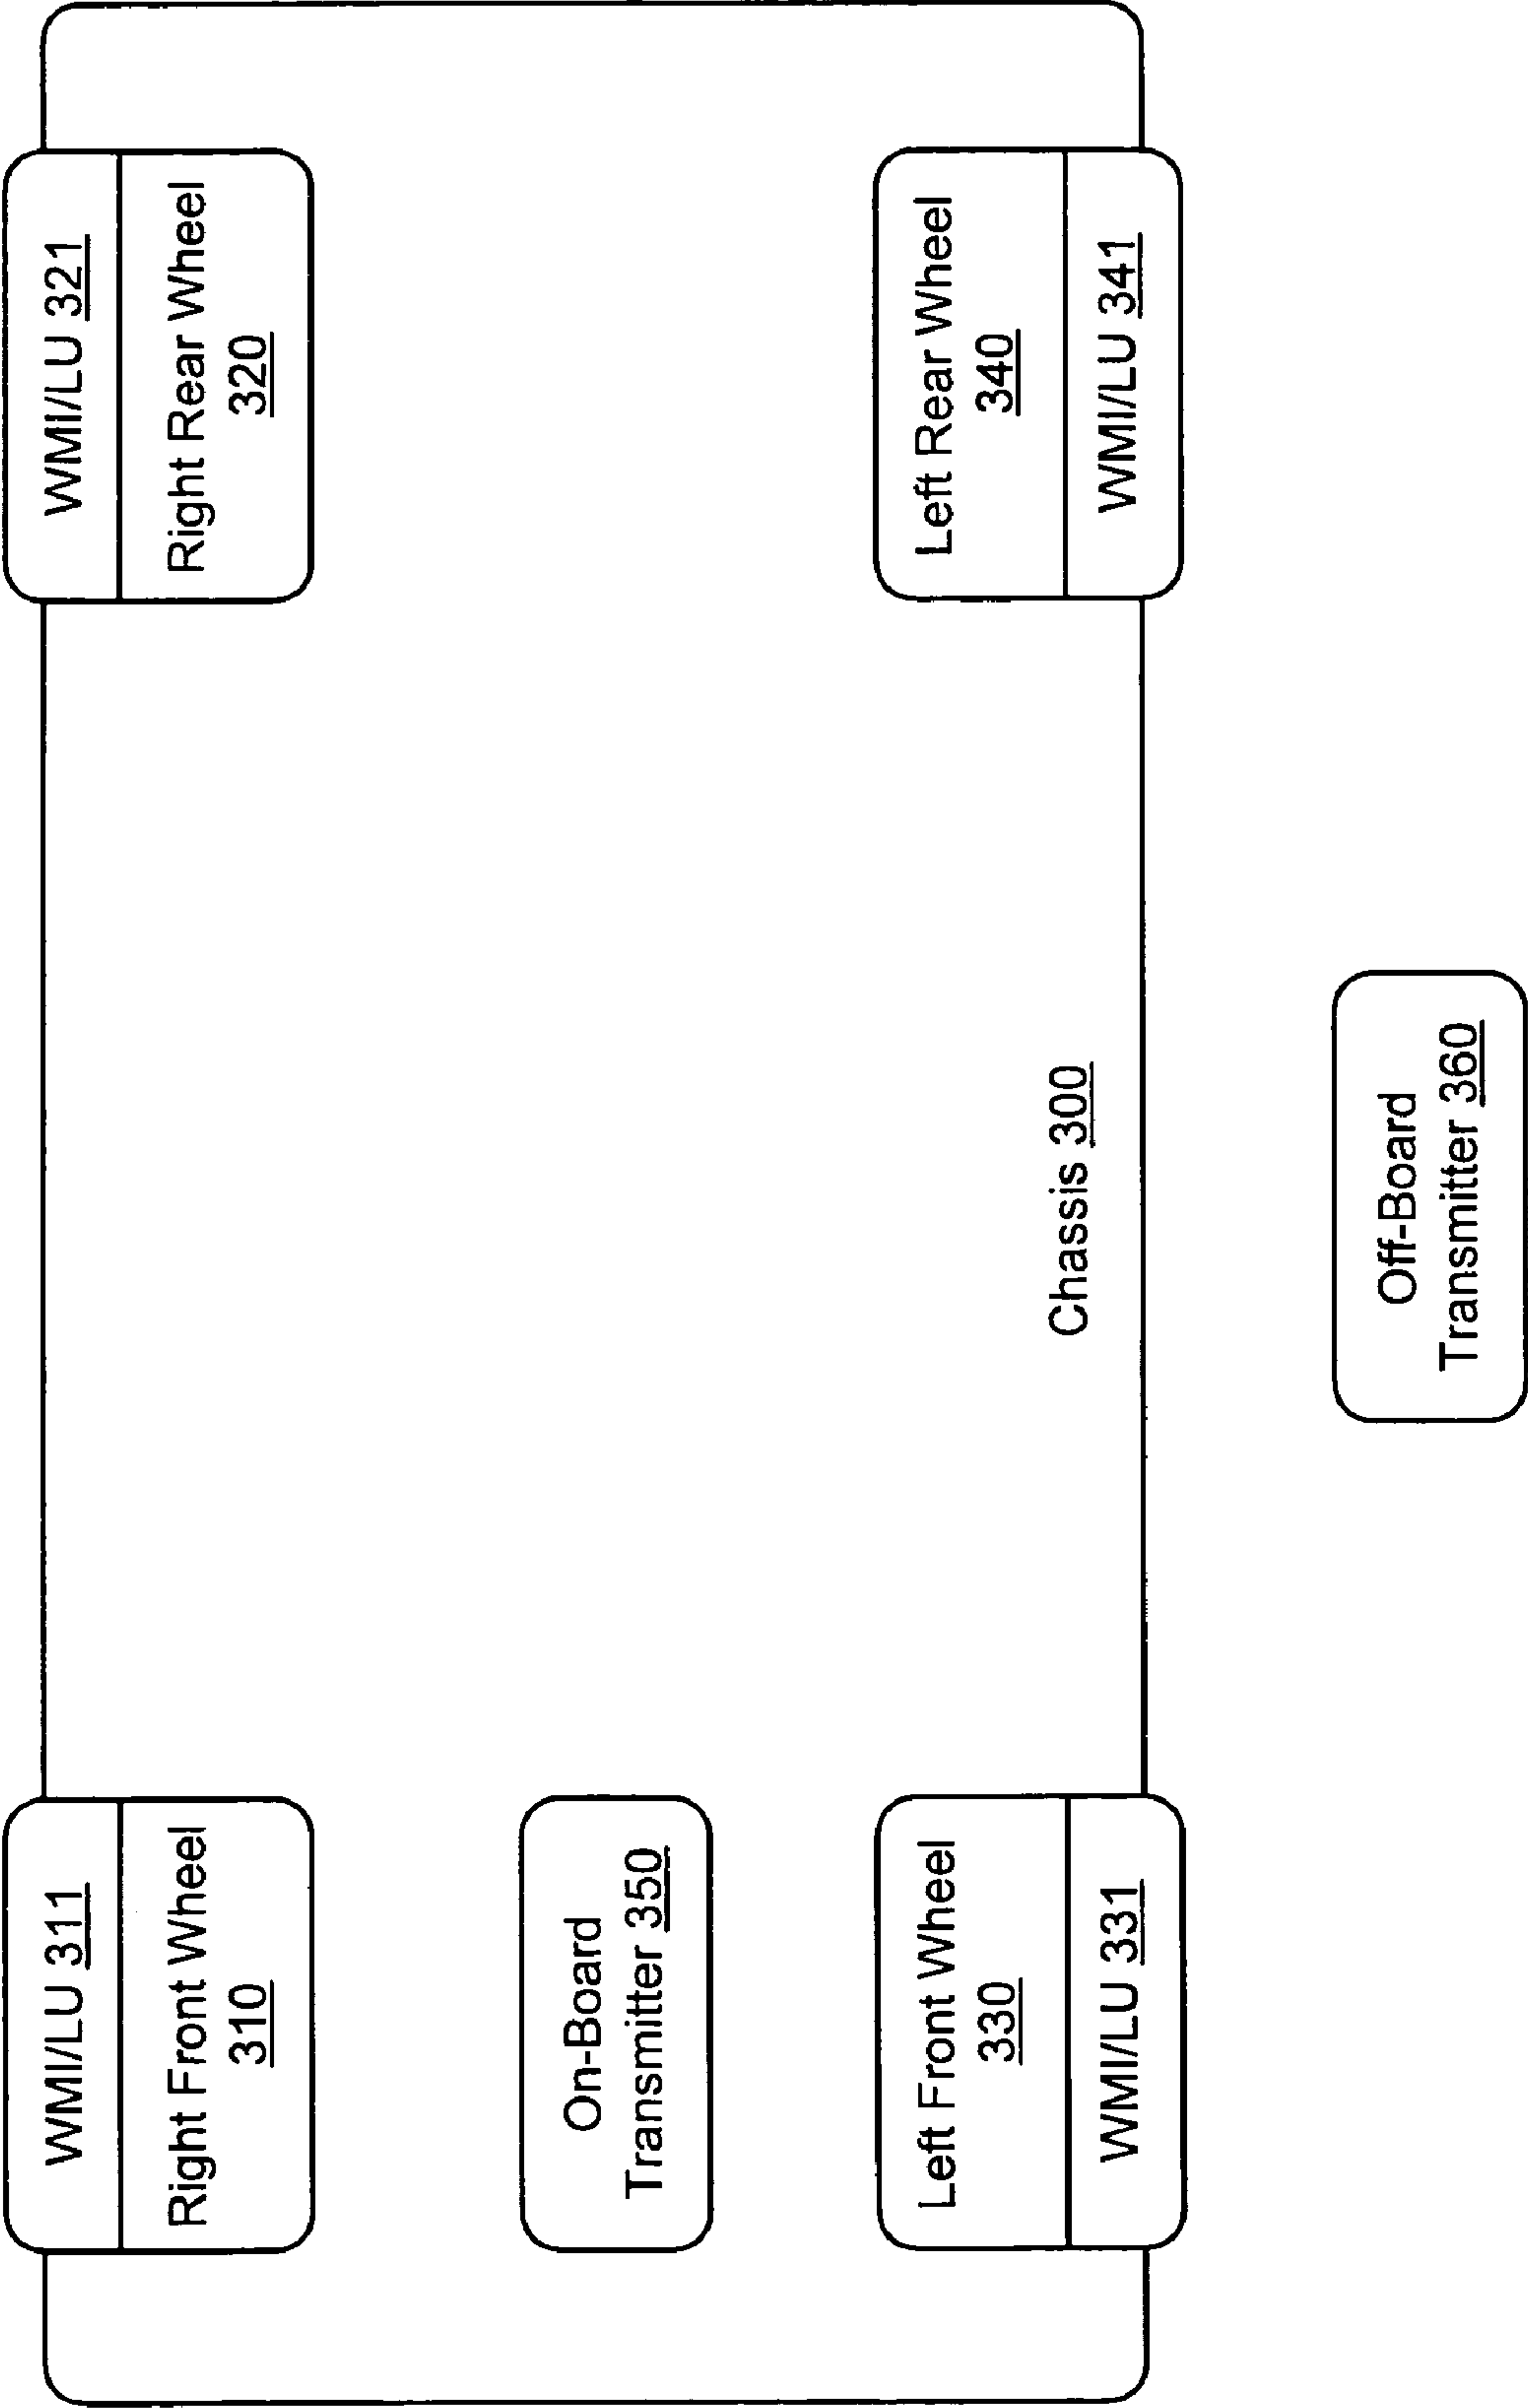 WMI/LU 311
Right Front Wheel
310
WMI/LU 321
Right Rear Wheel
320
On-Board
Transmitter 350
Left Front Wheel
330
WMI/LU 331
Left Rear Wheel
340
WMI/LU 341
Chassis 300
Off-Board
Transmitter 360